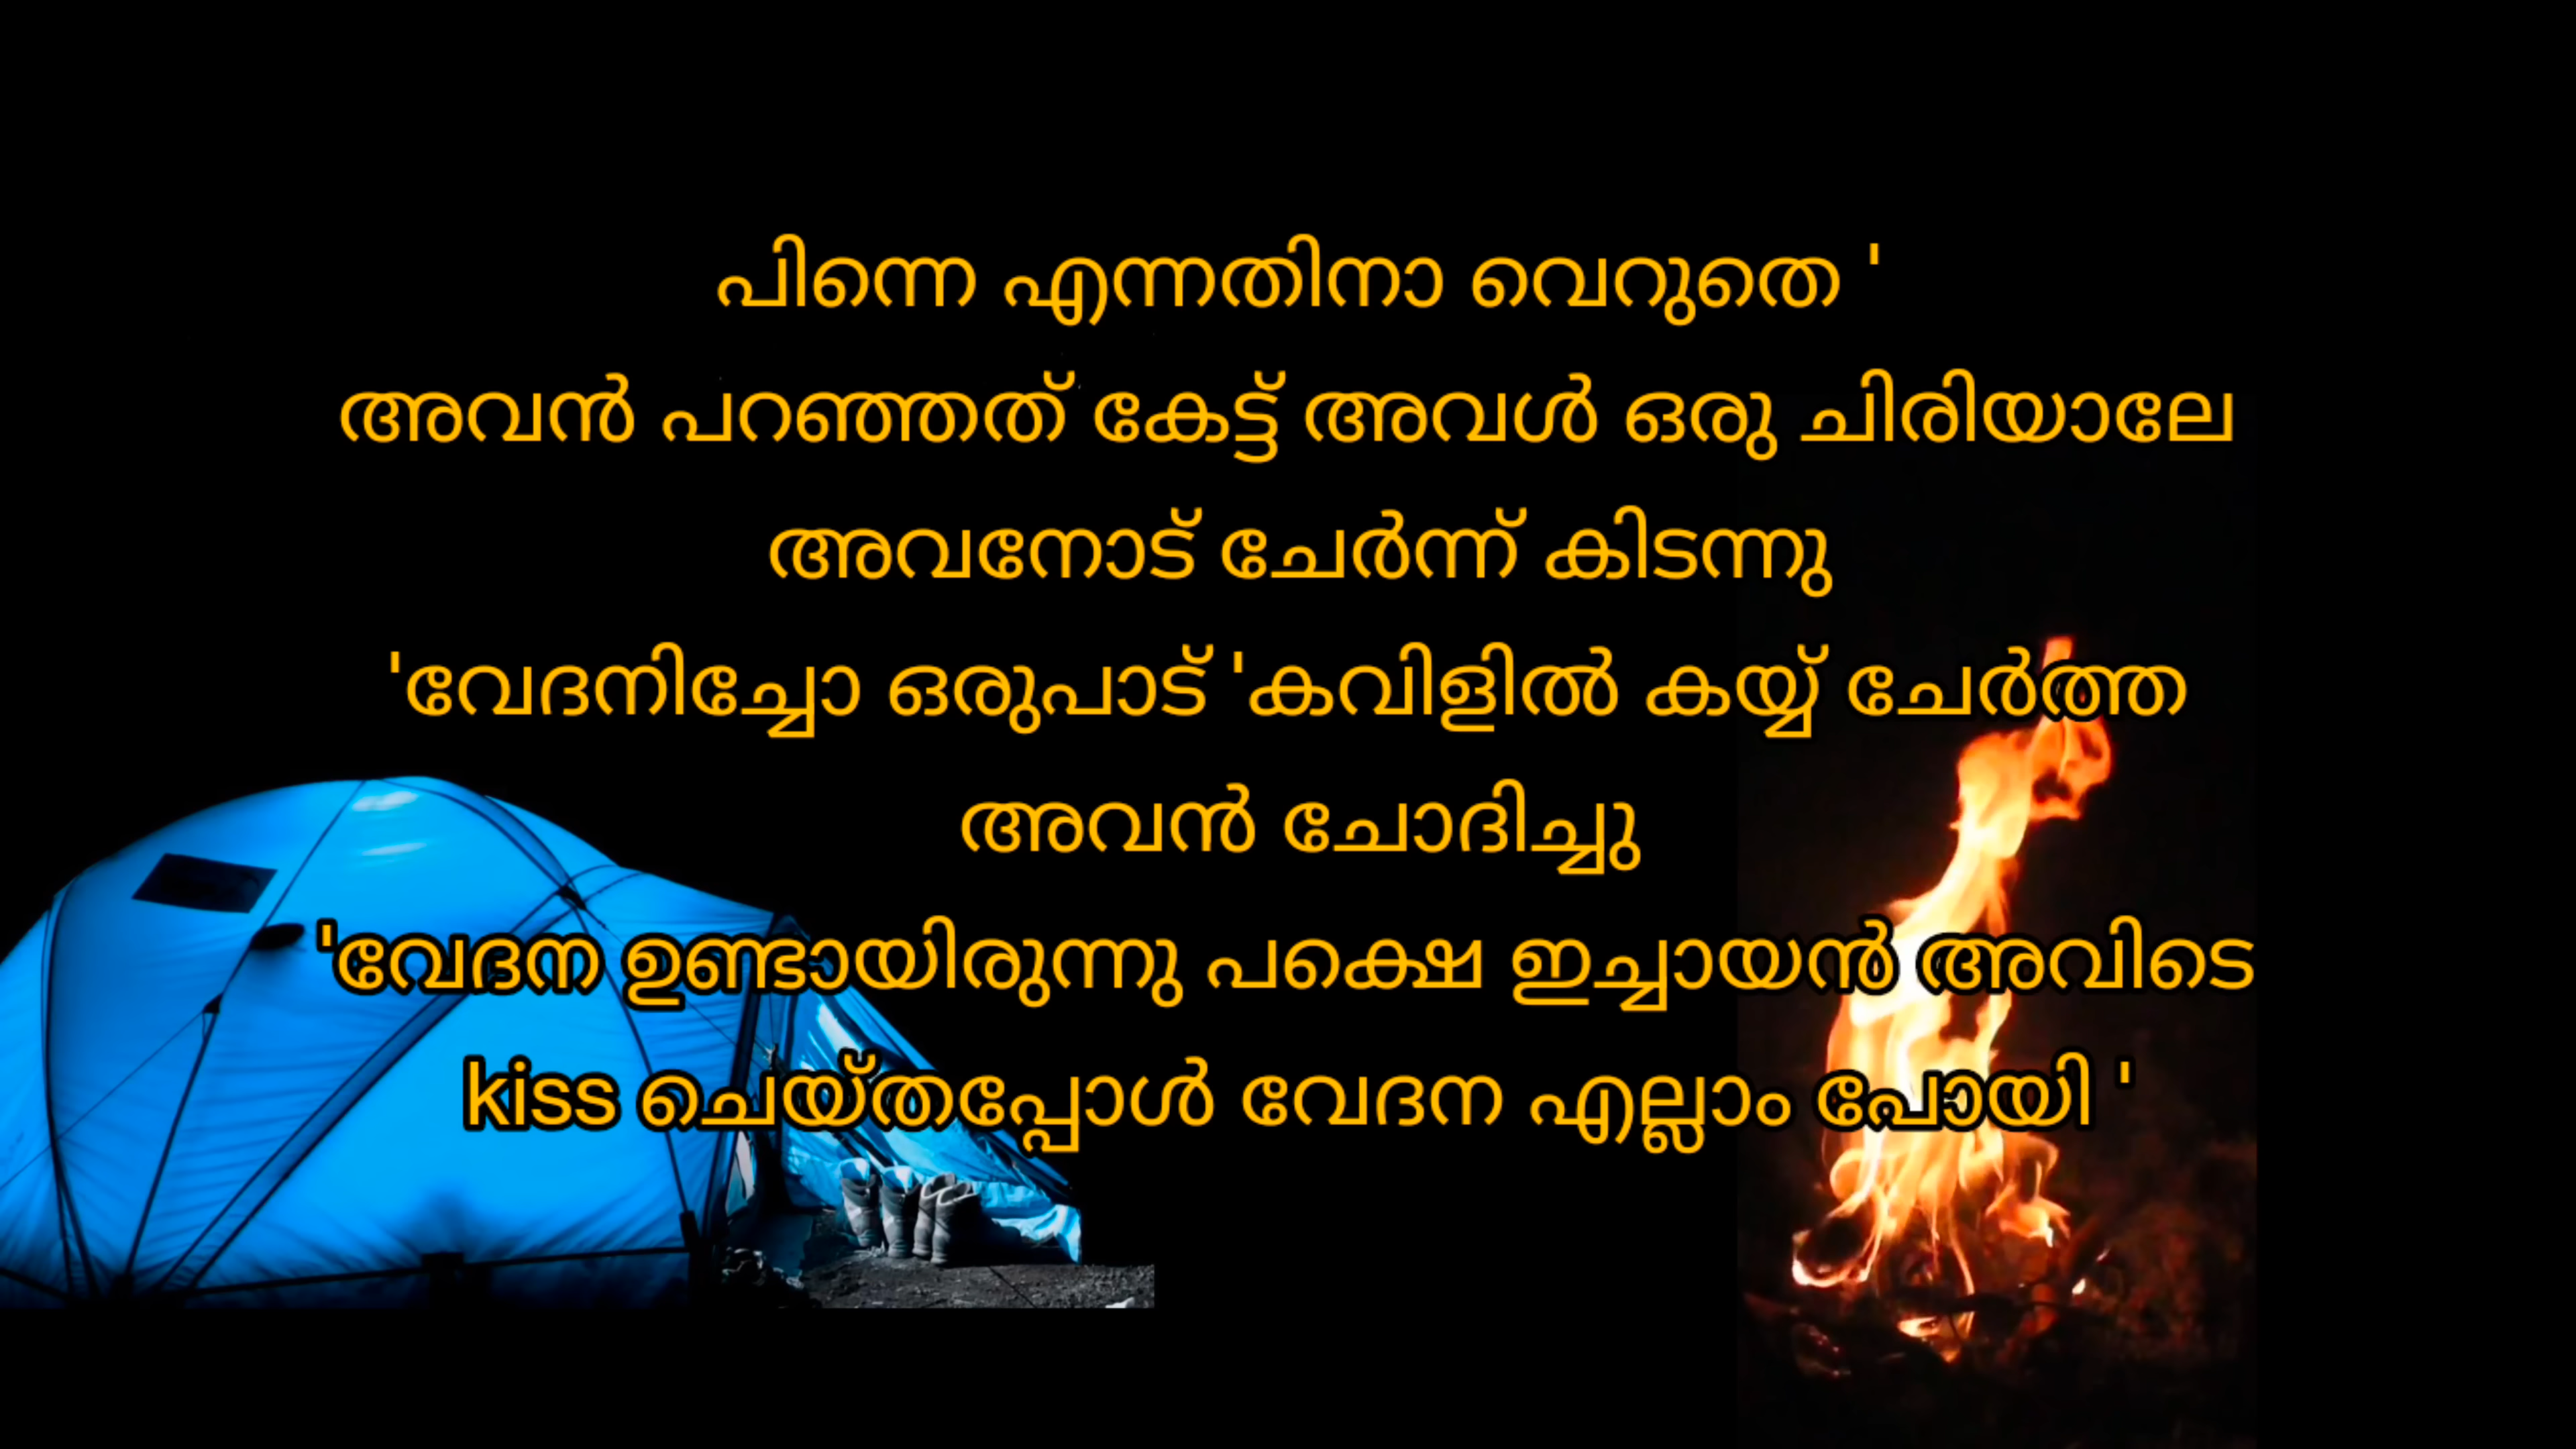 പിന്നെ എന്നതിനാ വെറുതെ '
അവൻ പറഞ്ഞത് കേട്ട് അവൾ ഒരു ചിരിയാലേ
അവനോട് ചേർന്ന് കിടന്നു
'വേദനിച്ചോ ഒരുപാട് 'കവിളിൽ കയ്യ് ചേർത്ത
അവൻ ചോദിച്ചു
'വേദന ഉണ്ടായിരുന്നു പക്ഷെ ഇച്ചായൻ അവിടെ
kiss ചെയ്തപ്പോൾ വേദന എല്ലാം പോയി '